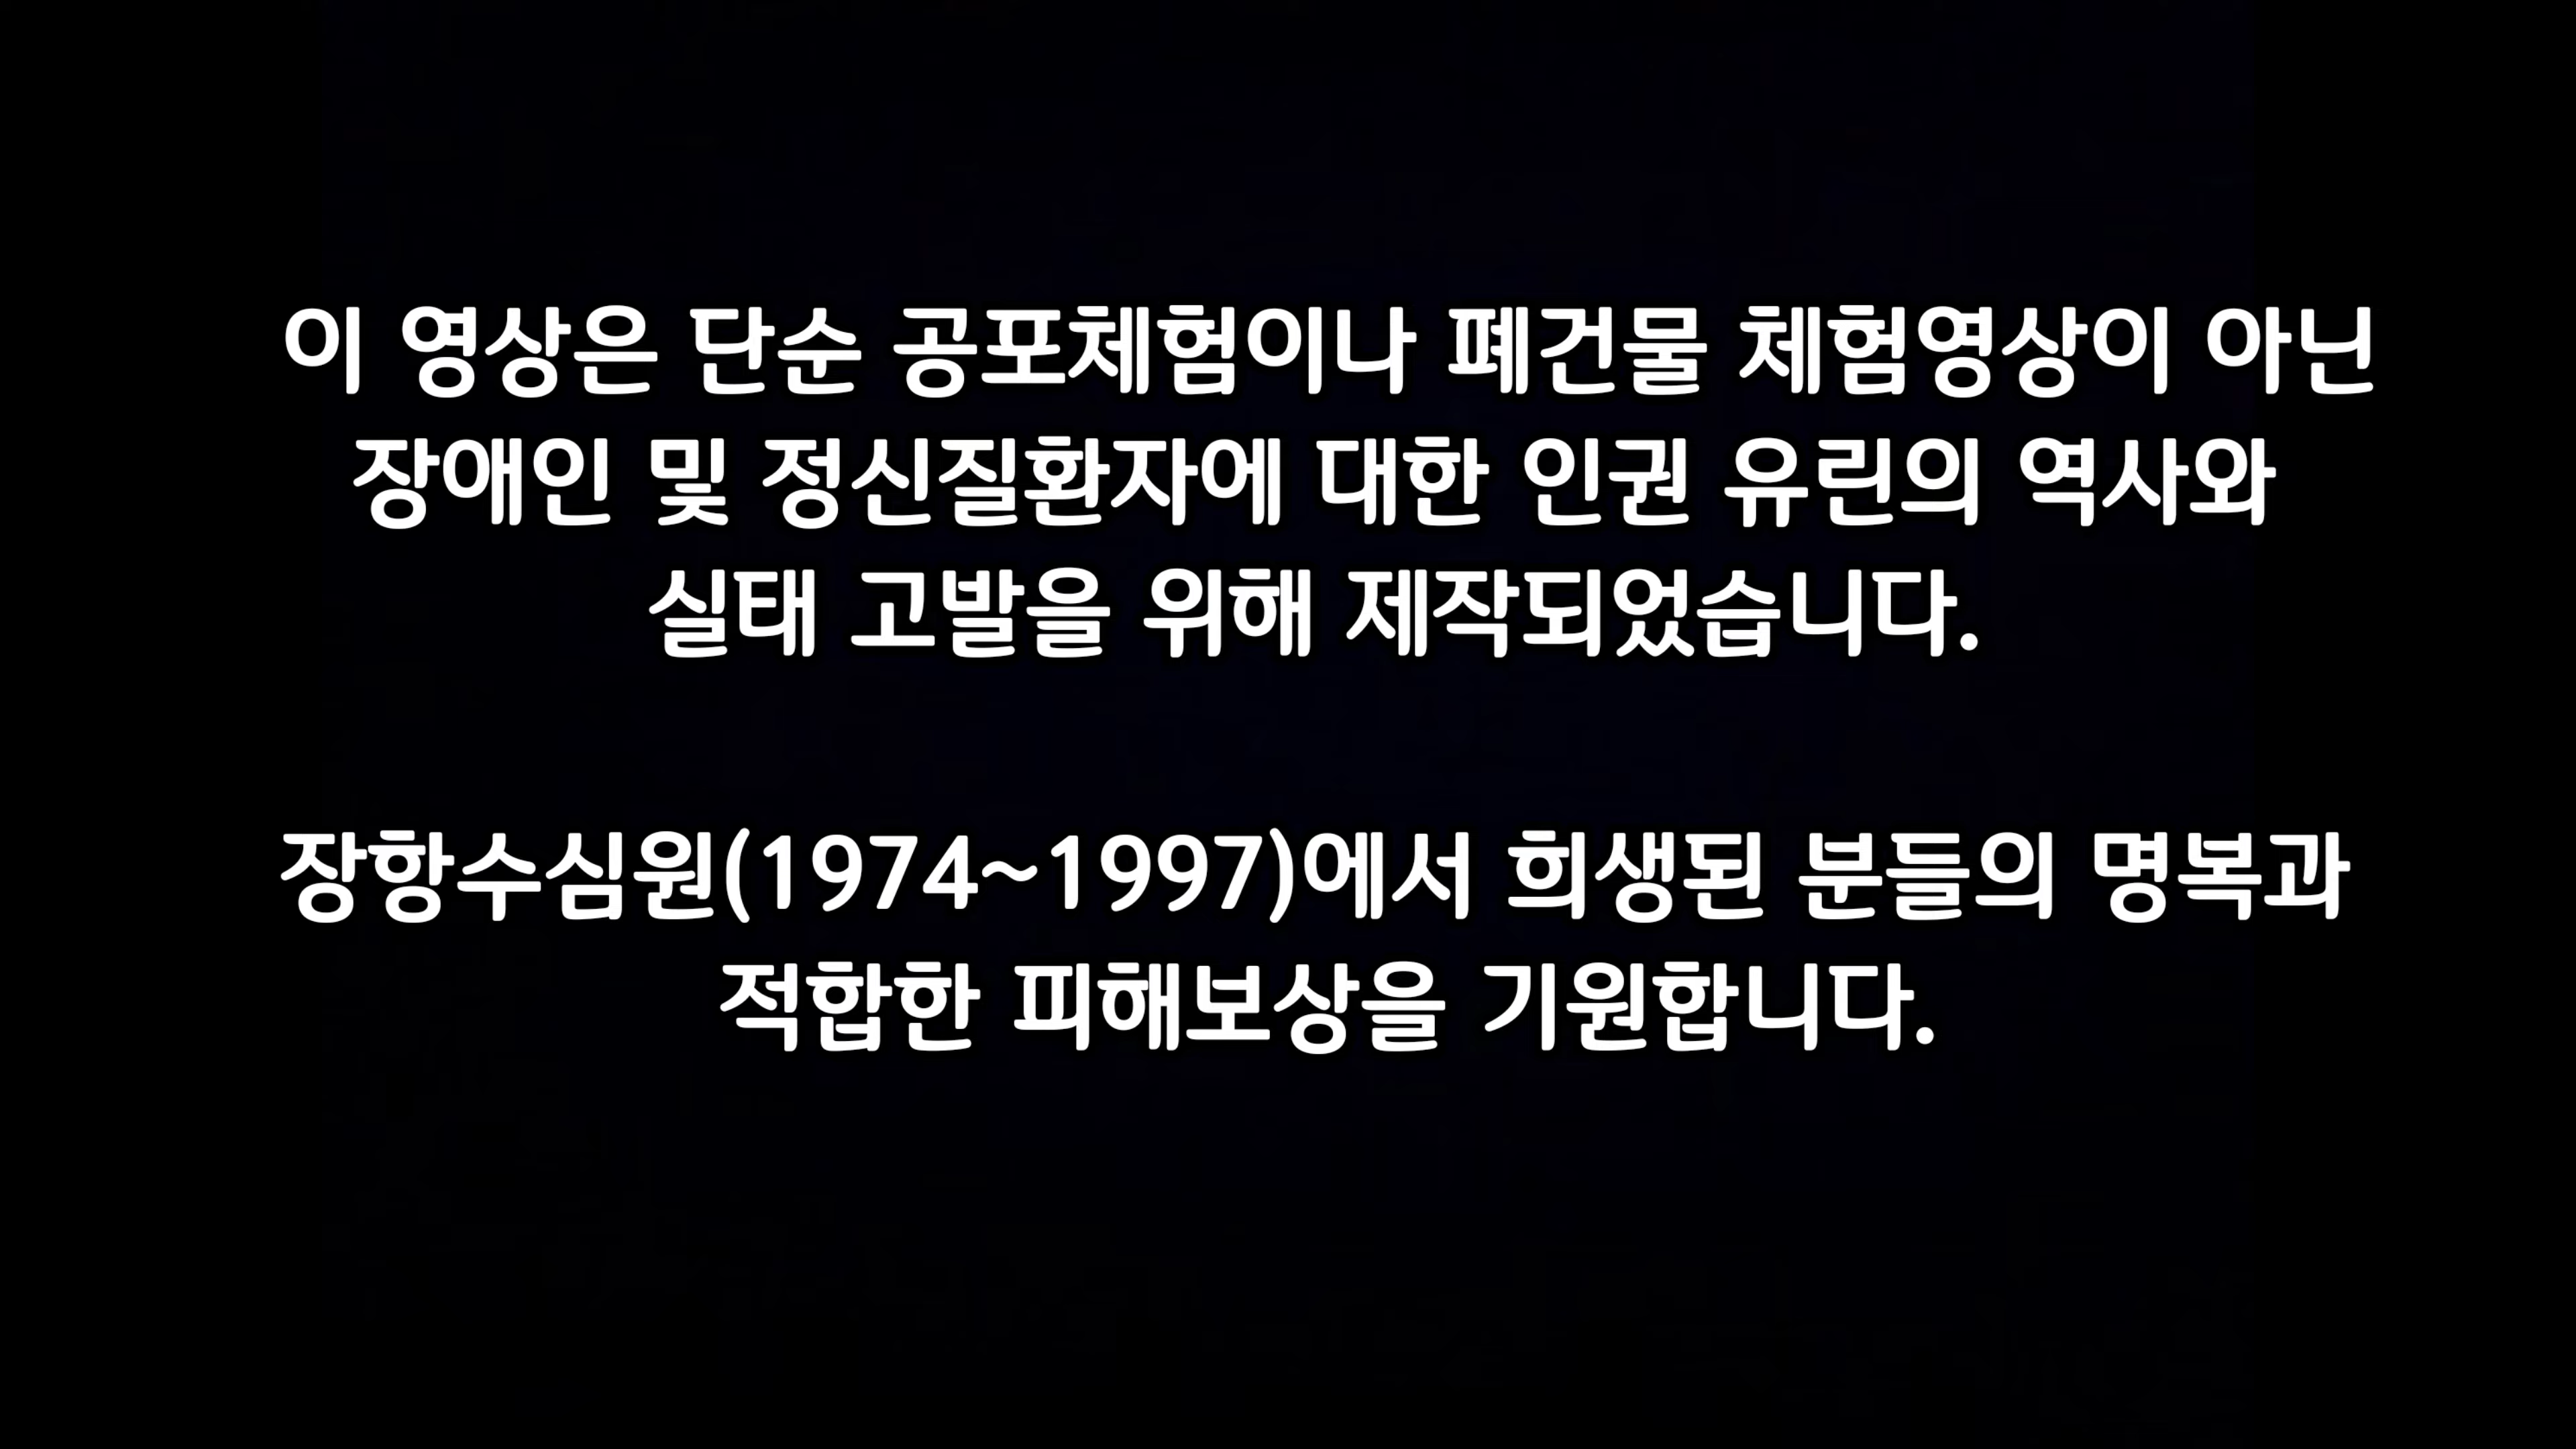 이 영상은 단순 공포체험이나 폐건물 체험영상이 아닌
장애인 및 정신질환자에 대한 인권 유린의 역사와
실태 고발을 위해 제작되었습니다.
장항수심원(1974~1997)에서 희생된 분들의 명복과
적합한 피해보상을 기원합니다.